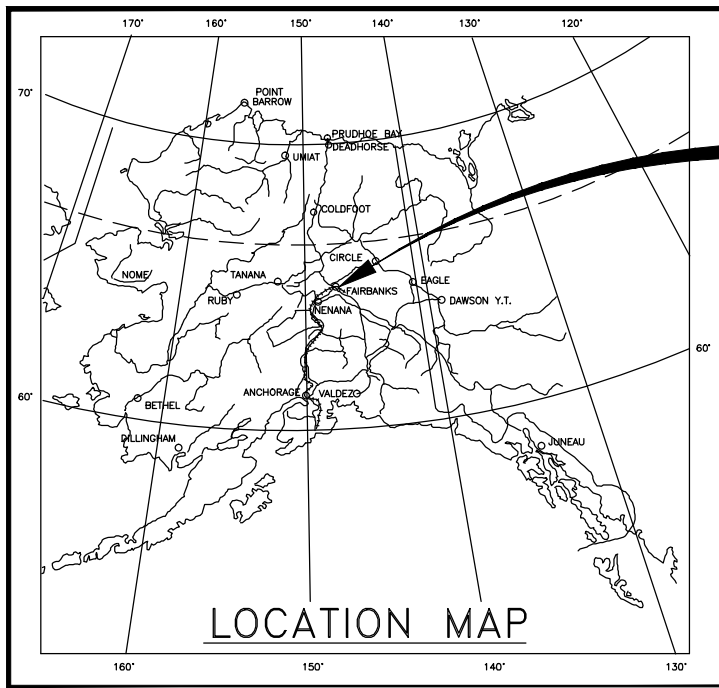 170° 160° 150° 140° 130° 120°
70°
POINT
BARROW
PRUDHOE BAY
DEADHORSE
UMIAT
COLDFOOT
CIRCLE
NOME
TANANA
EAGLE
RUBY
FAIRBANKS
DAWSON Y.T.
NENANA
60°
60°
ANCHORAGE
VALDEZ
BETHEL
DILLINGHAM
JUNEAU
LOCATION MAP
160° 150° 140° 130°